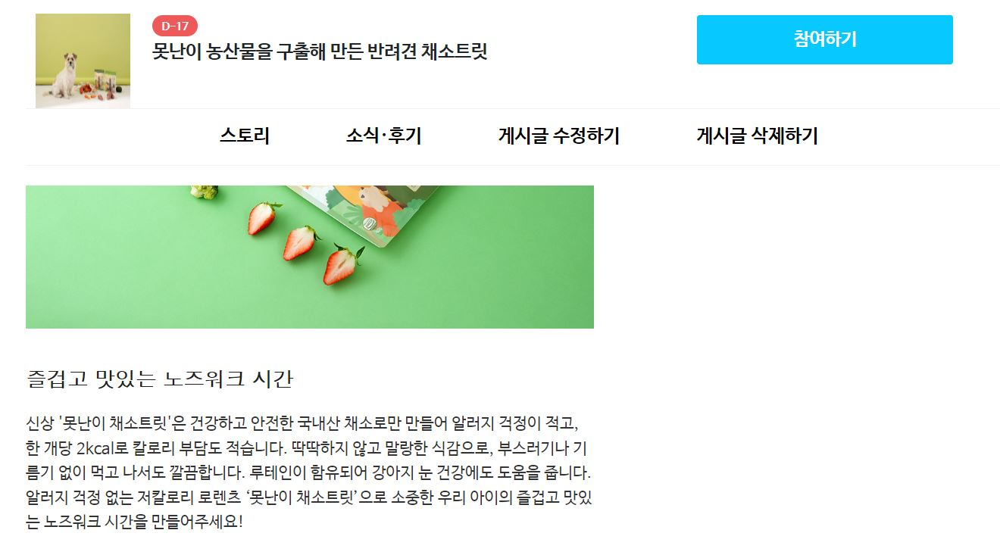 D-17
못난이 농산물을 구출해 만든 반려견 채소트릿
참여하기
스토리
소식·후기
게시글 수정하기
게시글 삭제하기
즐겁고 맛있는 노즈워크 시간
신상 '못난이 채소트릿'은 건강하고 안전한 국내산 채소로만 만들어 알러지 걱정이 적고,
한 개당 2kcal로 칼로리 부담도 적습니다. 딱딱하지 않고 말랑한 식감으로, 부스러기나 기
름기 없이 먹고 나서도 깔끔합니다. 루테인이 함유되어 강아지 눈 건강에도 도움을 줍니다.
알러지 걱정 없는 저칼로리 로렌츠 ‘못난이 채소트릿’으로 소중한 우리 아이의 즐겁고 맛있
는 노즈워크 시간을 만들어주세요!